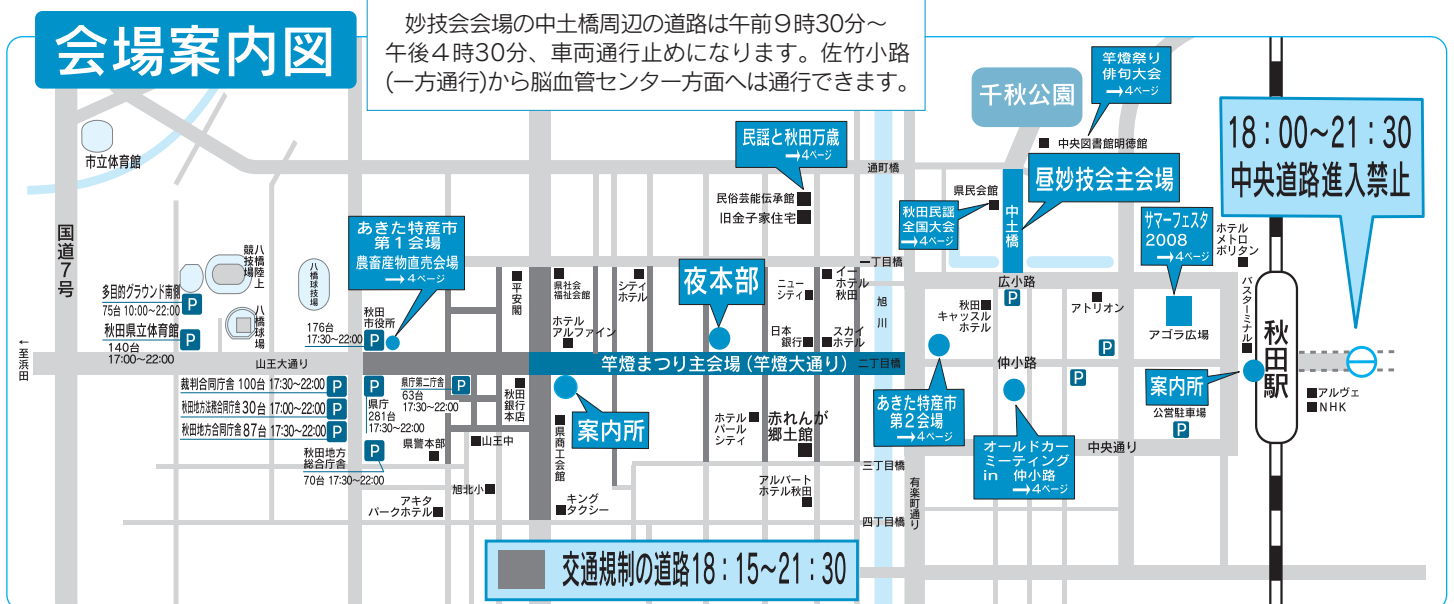 会場案内図
妙技会会場の中土橋周辺の道路は午前９時30分〜
午後４時30分、車両通行止めになります。佐竹小路
(一方通行)から脳血管センター方面へは通行できます。
千秋公園
竿燈祭り
俳句大会
→4ページ
中央図書館明徳館
18：00〜21：30
中央道路進入禁止
市立体育館
民謡と秋田万歳
→4ページ
民俗芸能伝承館
旧金子家住宅
通町橋
県民会館
秋田民謡
全国大会
→4ページ
中土橋
昼妙技会主会場
サマーフェスタ
2008
→4ページ
ホテル
メトロ
ポリタン
国道７号
あきた特産市
第１会場
農畜産物直売会場
→4ページ
八橋陸上
競技場
八橋球技場
八橋球場
多目的グラウンド南側
75台 10:00〜22:00
P
秋田県立体育館
140台
17:00〜22:00
P
176台
17:30〜22:00
秋田
市役所
P
平安閣
県社会
福祉会館
シティ
ホテル
ホテル
アルファイン
夜本部
ニュー
シティ
イー
ホテル
秋田
日本
銀行
スカイ
ホテル
一丁目橋
旭川
広小路
P
秋田
キャッスル
ホテル
アトリオン
P
アゴラ広場
バスターミナル
秋田駅
←至浜田
山王大通り
竿燈まつり主会場（竿燈大通り）
二丁目橋
仲小路
P
案内所
アルヴェ
NHK
裁判合同庁舎 100台 17:30〜22:00
P
秋田地方法務合同庁舎 30台 17:00〜22:00
P
秋田地方合同庁舎 87台 17:30〜22:00
P
P
県庁
281台
17:30〜22:00
県庁第二庁舎
63台
17:30〜22:00
P
秋田銀行本店
案内所
ホテル
パール
シティ
赤れんが
郷土館
あきた特産市
第２会場
→4ページ
公営駐車場
P
秋田地方
総合庁舎
70台 17:30〜22:00
P
県警本部
山王中
県商工会館
オールドカー
ミーティング
in 仲小路
→4ページ
中央通り
三丁目橋
旭北小
アキタ
パークホテル
キング
タクシー
アルバート
ホテル秋田
有楽町通り
四丁目橋
交通規制の道路18：15〜21：30